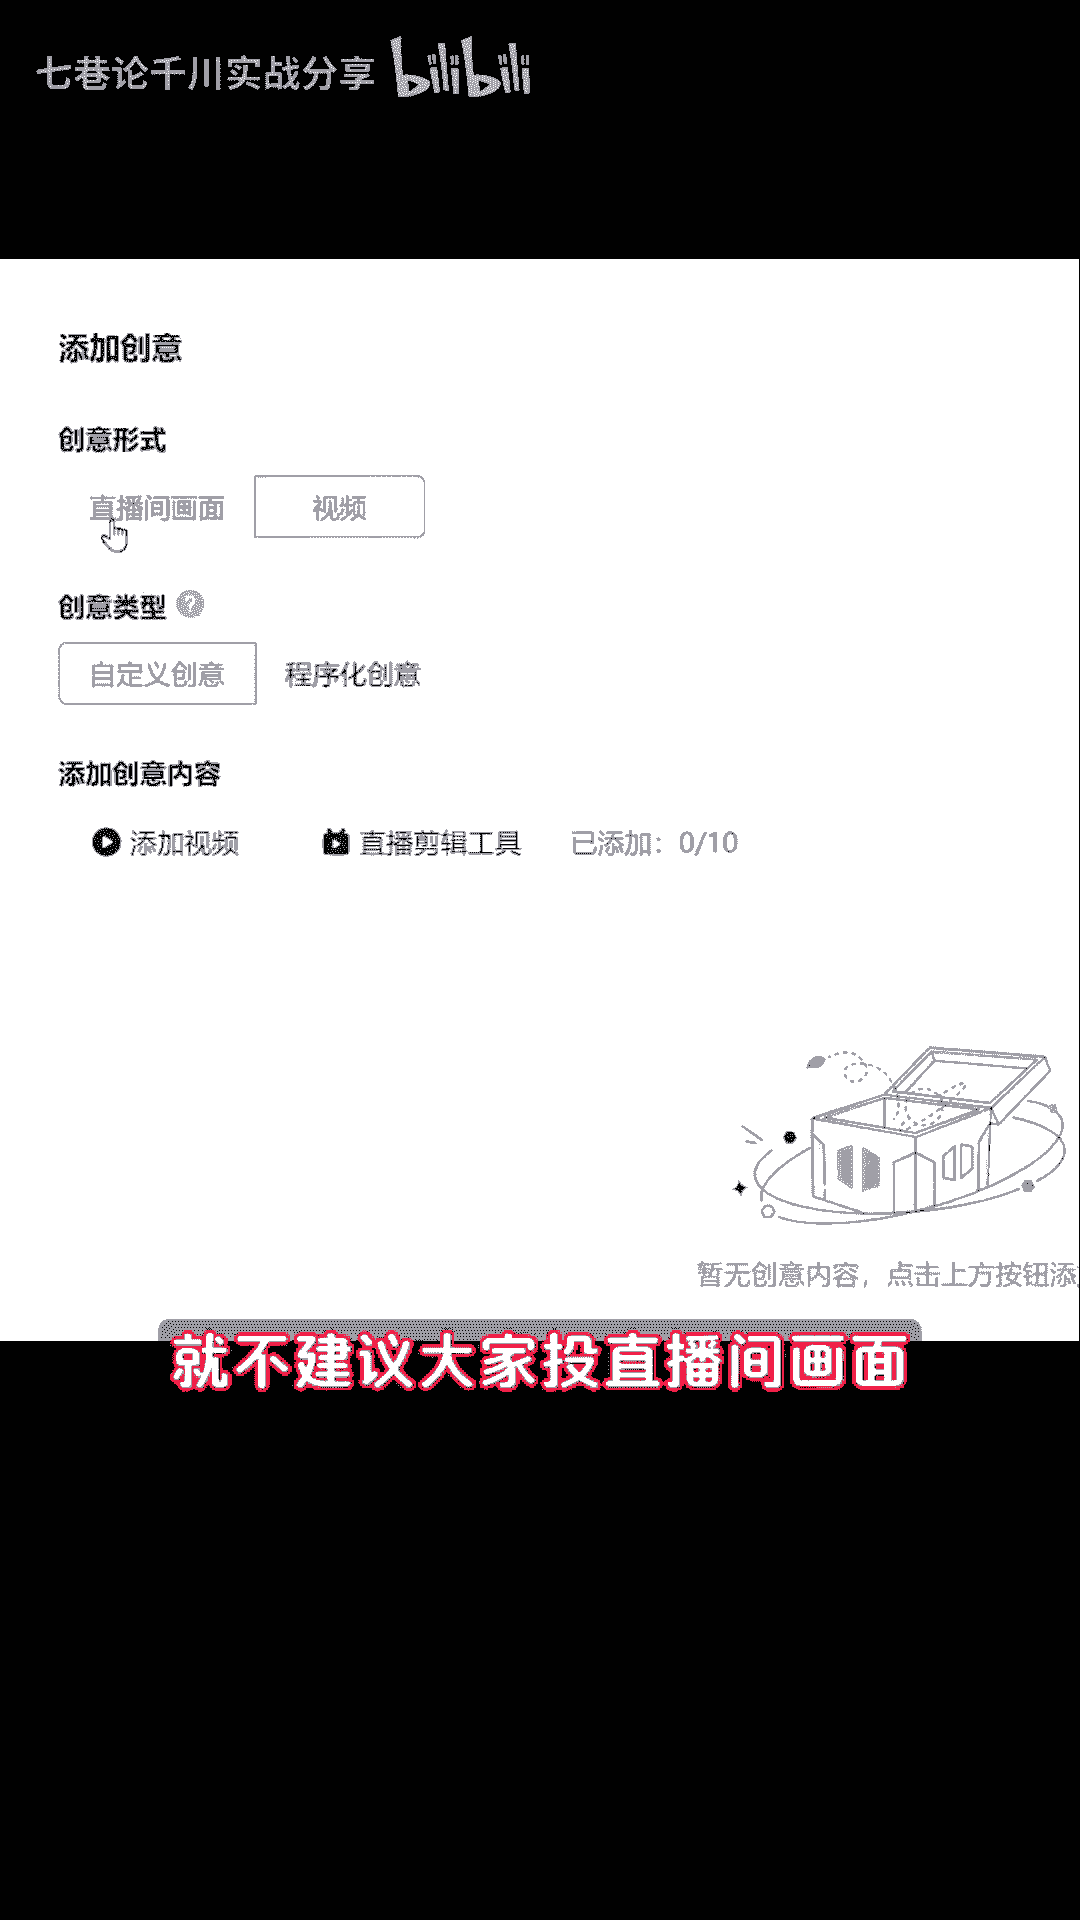 七巷论千川实战分享 bilibili
添加创意
创意形式
直播间画面 视频
创意类型 ?
自定义创意 程序化创意
添加创意内容
添加视频 直播剪辑工具 已添加：0/10
暂无创意内容，点击上方按钮添
就不建议大家投直播间画面